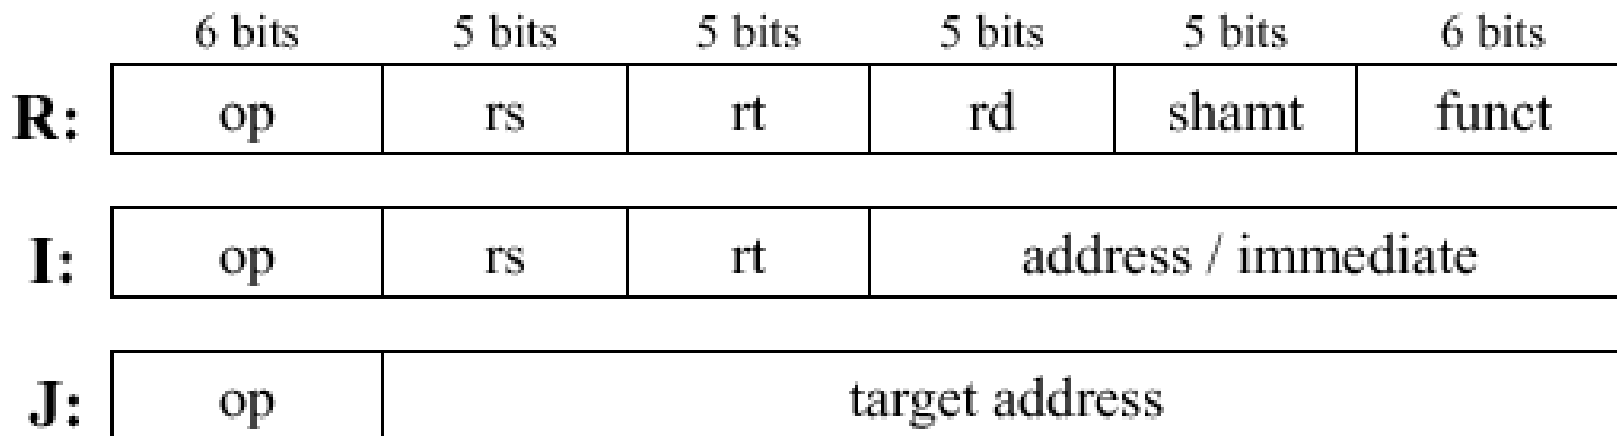 6 bits 5 bits 5 bits 5 bits 5 bits 6 bits
R: op rs rt rd shamt funct
I: op rs rt address / immediate
J: op target address